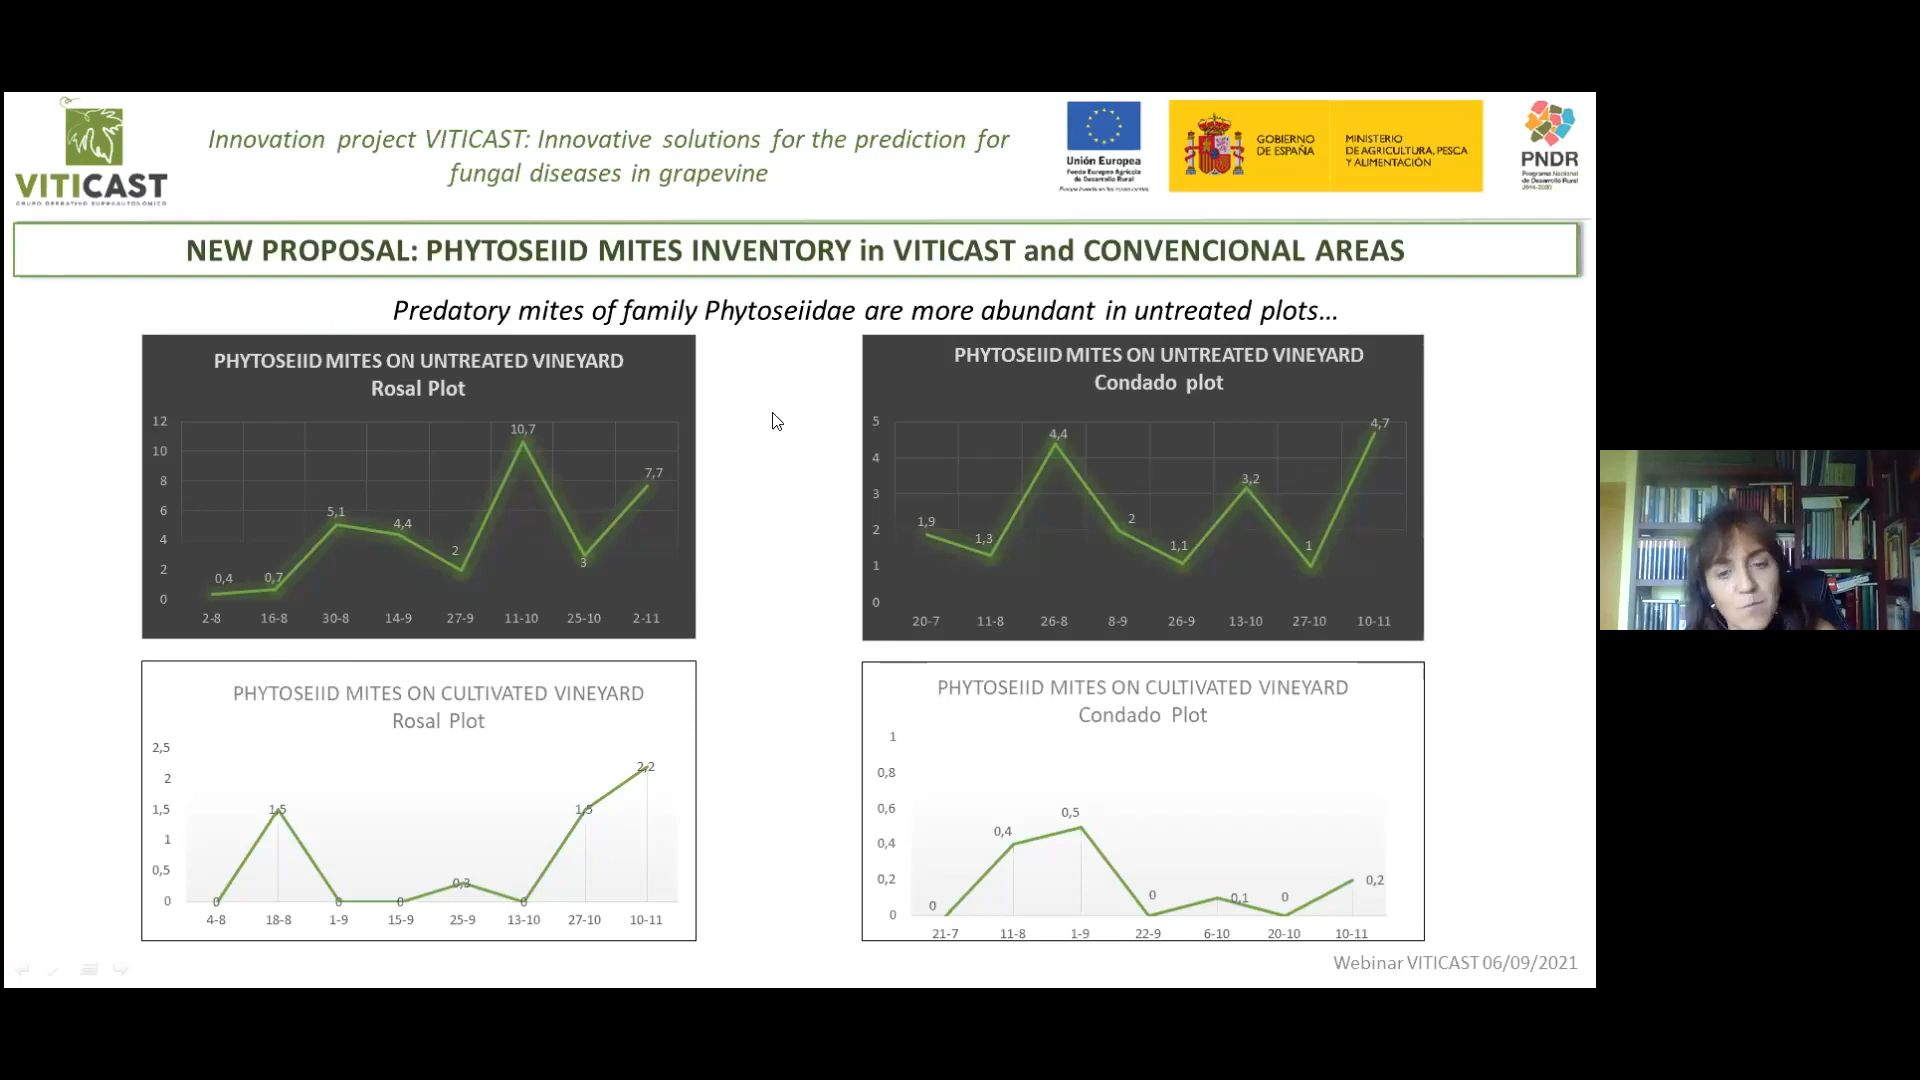 VITICAST
GRUPO OPERATIVO SUPRAAUTONÓMICO
Innovation project VITICAST: Innovative solutions for the prediction for
fungal diseases in grapevine
Unión Europea
Fondo Europeo Agrícola
de Desarrollo Rural
Europa invierte en las zonas rurales
GOBIERNO
DE ESPAÑA
MINISTERIO
DE AGRICULTURA, PESCA
Y ALIMENTACIÓN
PNDR
Programa Nacional
de Desarrollo Rural
2014-2020
NEW PROPOSAL: PHYTOSEIID MITES INVENTORY in VITICAST and CONVENCIONAL AREAS
Predatory mites of family Phytoseiidae are more abundant in untreated plots...
PHYTOSEIID MITES ON UNTREATED VINEYARD
Rosal Plot
12
10
8
6
4
2
0
0,4
0,7
5,1
4,4
2
10,7
3
7,7
2-8 16-8 30-8 14-9 27-9 11-10 25-10 2-11
PHYTOSEIID MITES ON UNTREATED VINEYARD
Condado plot
5
4
3
2
1
0
1,9
1,3
4,4
2
1,1
3,2
1
4,7
20-7 11-8 26-8 8-9 26-9 13-10 27-10 10-11
PHYTOSEIID MITES ON CULTIVATED VINEYARD
Rosal Plot
2,5
2
1,5
1
0,5
0
0
1,5
0
0
0,3
0
1,5
2,2
4-8 18-8 1-9 15-9 25-9 13-10 27-10 10-11
PHYTOSEIID MITES ON CULTIVATED VINEYARD
Condado Plot
1
0,8
0,6
0,4
0,2
0
0
0,4
0,5
0
0,1
0
0,2
21-7 11-8 1-9 22-9 6-10 20-10 10-11
Webinar VITICAST 06/09/2021